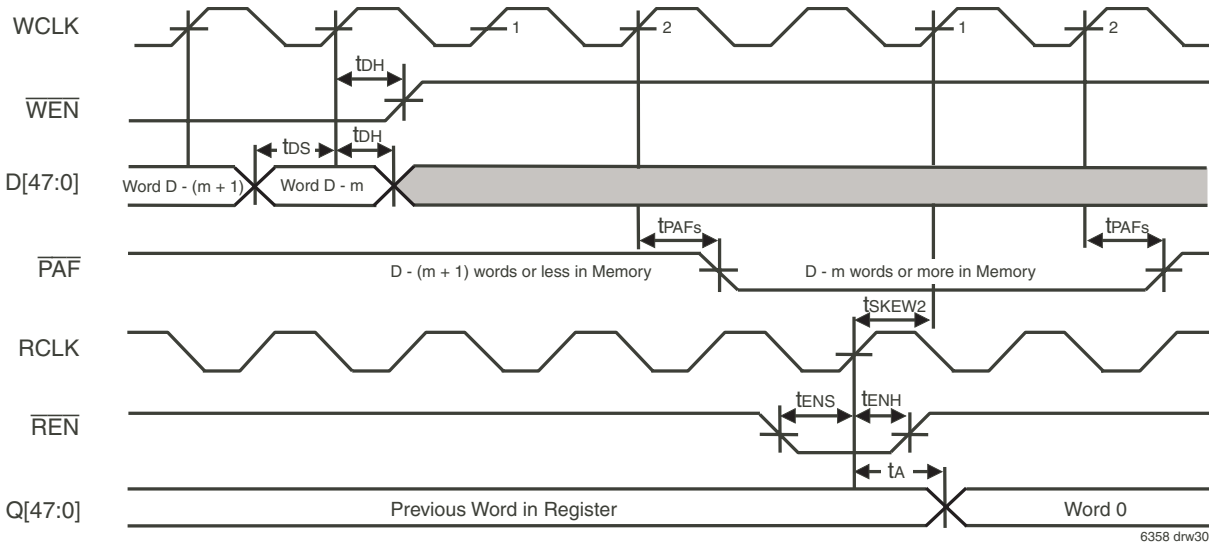 WCLK 1 2 1 2
tDH
WEN
tDS tDH
D[47:0] Word D - (m + 1) Word D - m
tPAFs tPAFs
PAF D - (m + 1) words or less in Memory D - m words or more in Memory
tSKEW2
RCLK
tENS tENH
REN
tA
Q[47:0] Previous Word in Register Word 0
6358 drw30